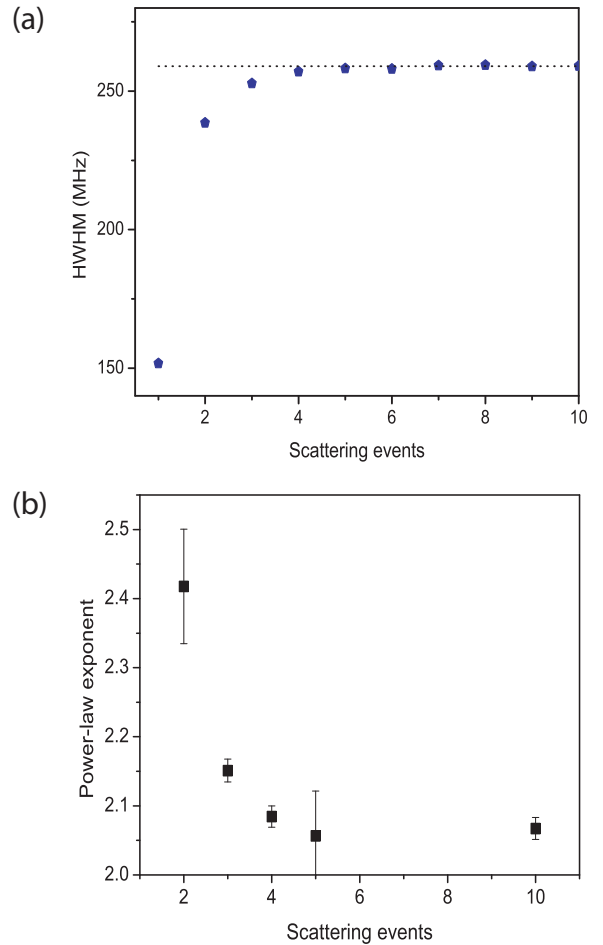 (a)
HWHM (MHz)
250
200
150
2 4 6 8 10
Scattering events
(b)
Power-law exponent
2.5
2.4
2.3
2.2
2.1
2.0
2 4 6 8 10
Scattering events